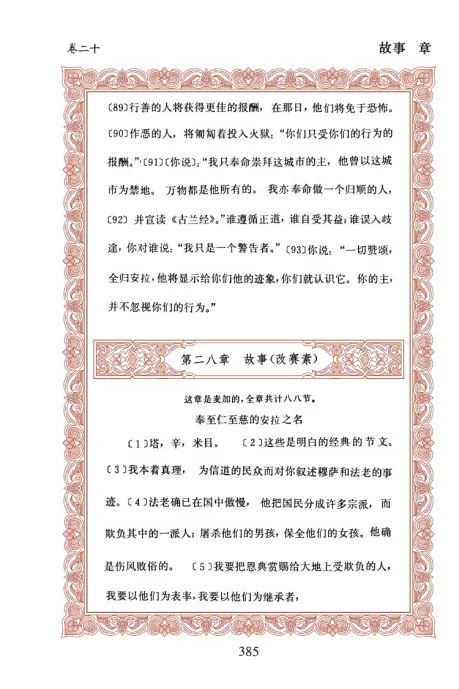 卷二十
故事 章
〔89〕行善的人将获得更佳的报酬，在那日，他们将免于恐怖。
〔90〕作恶的人，将匍匐着投入火狱：“你们只受你们的行为的
报酬。”〔91〕〔你说〕：“我只奉命崇拜这城市的主，他曾以这城
市为禁地。 万物都是他所有的。 我亦奉命做一个归顺的人，
〔92〕 并宣读《古兰经》。”谁遵循正道，谁自受其益；谁误入歧
途，你对谁说：“我只是一个警告者。”〔93〕你说：“一切赞颂，
全归安拉，他将显示给你们他的迹象，你们就认识它。 你的主，
并不忽视你们的行为。”
第二八章 故事（改赛素）
这章是麦加的，全章共计八八节。
奉至仁至慈的安拉之名
〔1〕塔，辛，米目。 〔2〕这些是明白的经典的节文。
〔3〕我本着真理， 为信道的民众而对你叙述穆萨和法老的事
迹。〔4〕法老确已在国中傲慢， 他把国民分成许多宗派， 而
欺负其中的一派人；屠杀他们的男孩，保全他们的女孩。他确
是伤风败俗的。 〔5〕我要把恩典赏赐给大地上受欺负的人，
我要以他们为表率，我要以他们为继承者，
385